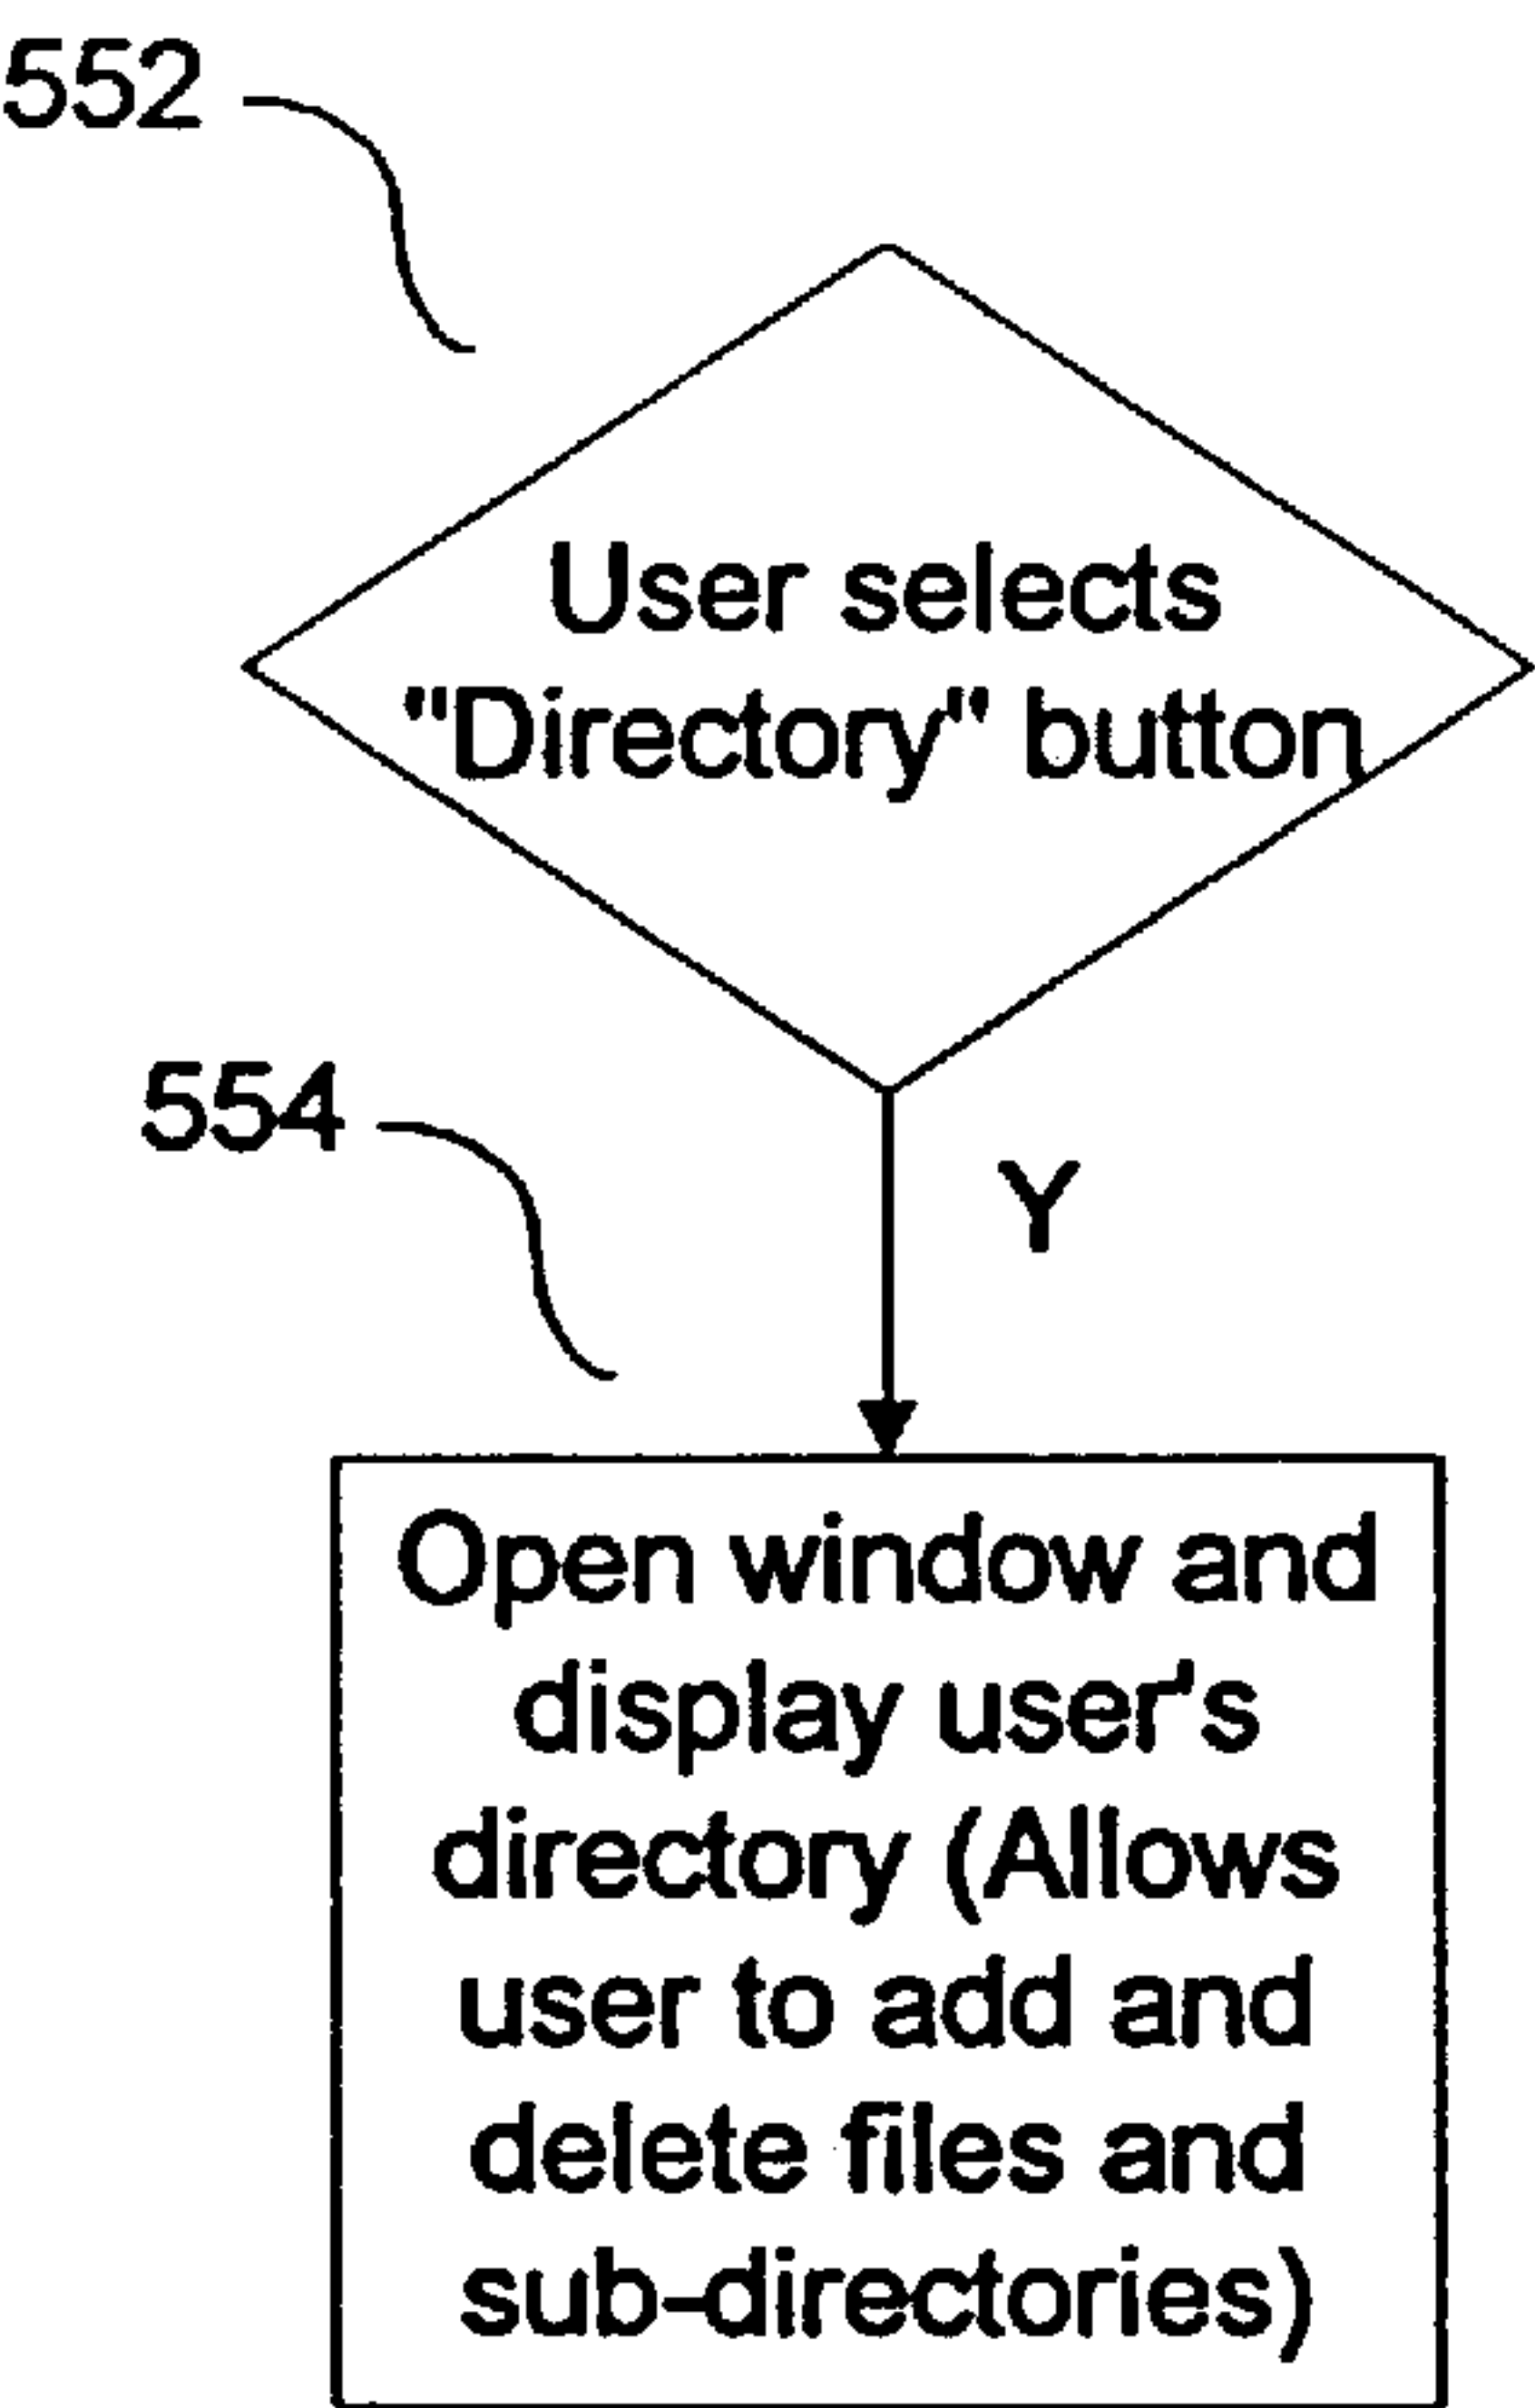 552
User selects
"Directory" button
554
Y
Open window and
display user's
directory (Allows
user to add and
delete files and
sub-directories)